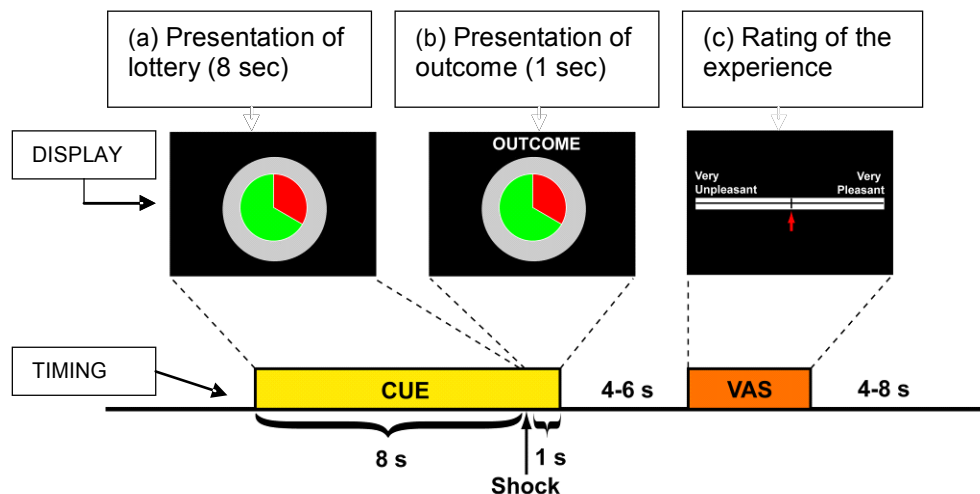 (a) Presentation of
lottery (8 sec)
(b) Presentation of
outcome (1 sec)
(c) Rating of the
experience
DISPLAY
OUTCOME
Very
Unpleasant
Very
Pleasant
TIMING
CUE
4-6 s
VAS
4-8 s
8 s
1 s
Shock